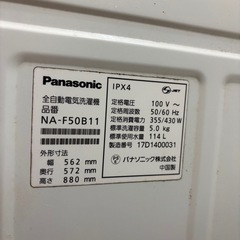 Panasonic
全自動電気洗濯機
品番
NA-F50B11
外形寸法
幅 562 mm
奥行 572 mm
高さ 880 mm
IPX4
JET
定格電圧 100 V ~
定格周波数 50/60 Hz
定格消費電力 355/430 W
標準洗濯容量 5.0 kg
標準使用水量 114 L
製造番号 17D1400031
パナソニック株式会社
中国製